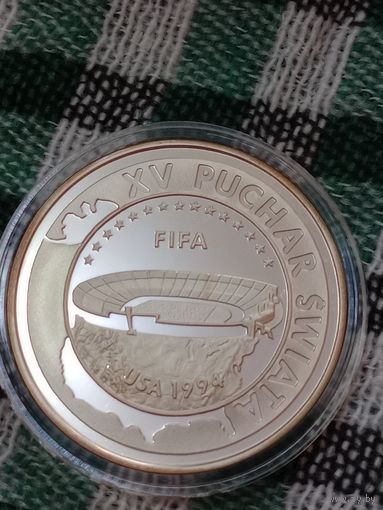 XV PUCHAR ŚWIATA
FIFA
USA 1994